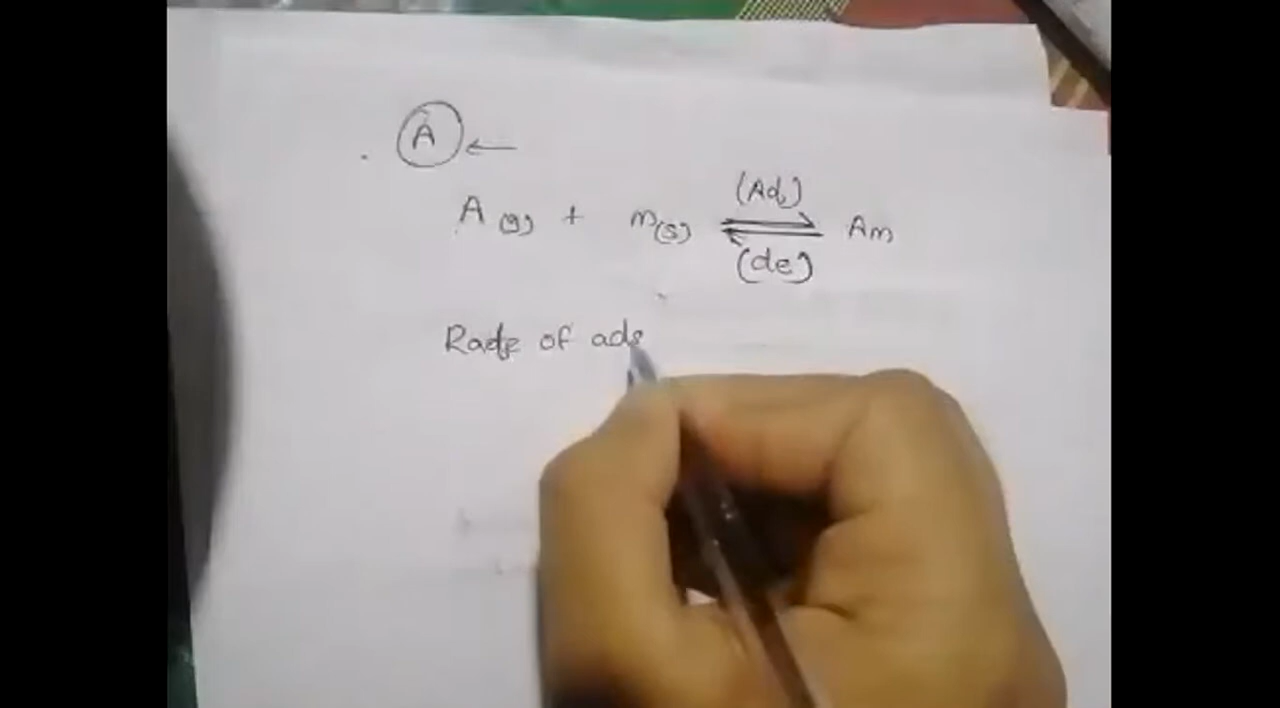 A ←
A (g) + m(s) ⇌ Am
(Ad)
(de)
Rate of ads